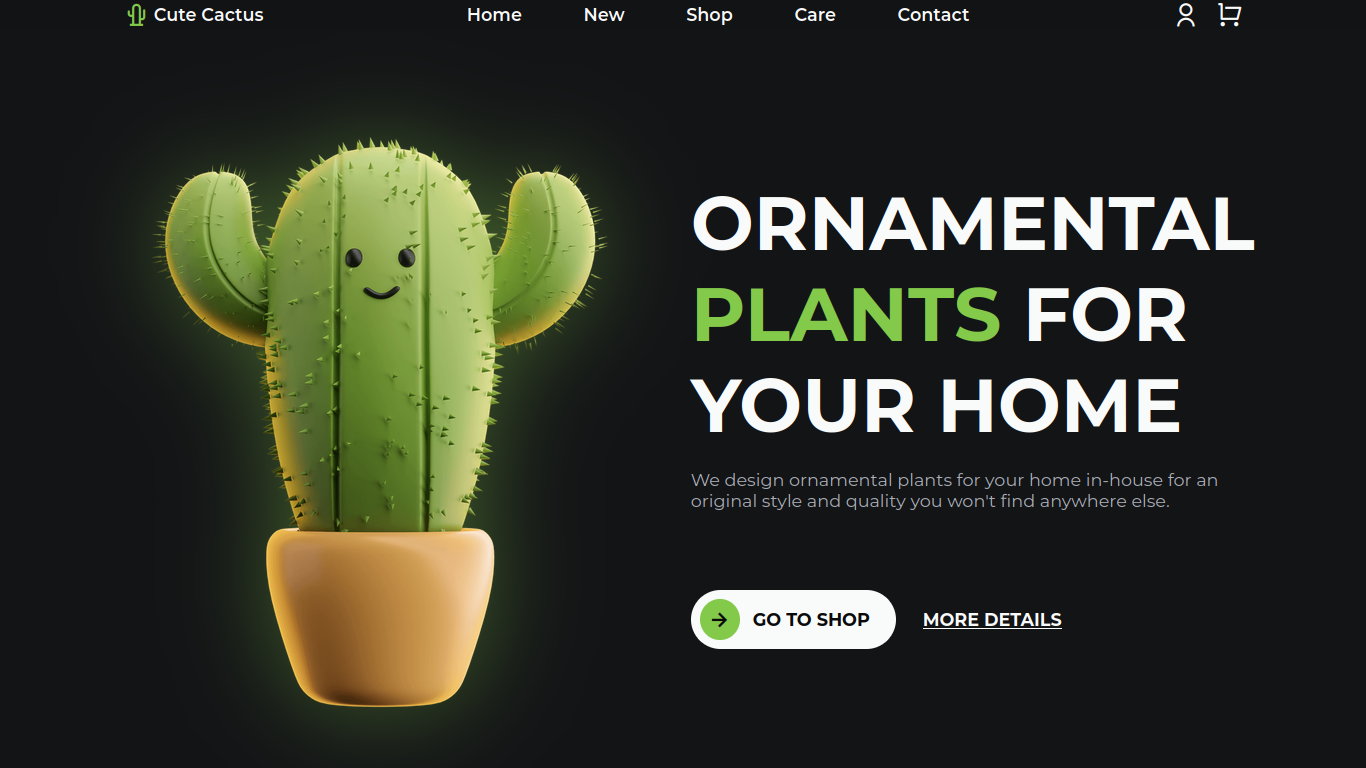 Cute Cactus Home New Shop Care Contact
ORNAMENTAL
PLANTS FOR
YOUR HOME
We design ornamental plants for your home in-house for an
original style and quality you won't find anywhere else.
GO TO SHOP MORE DETAILS